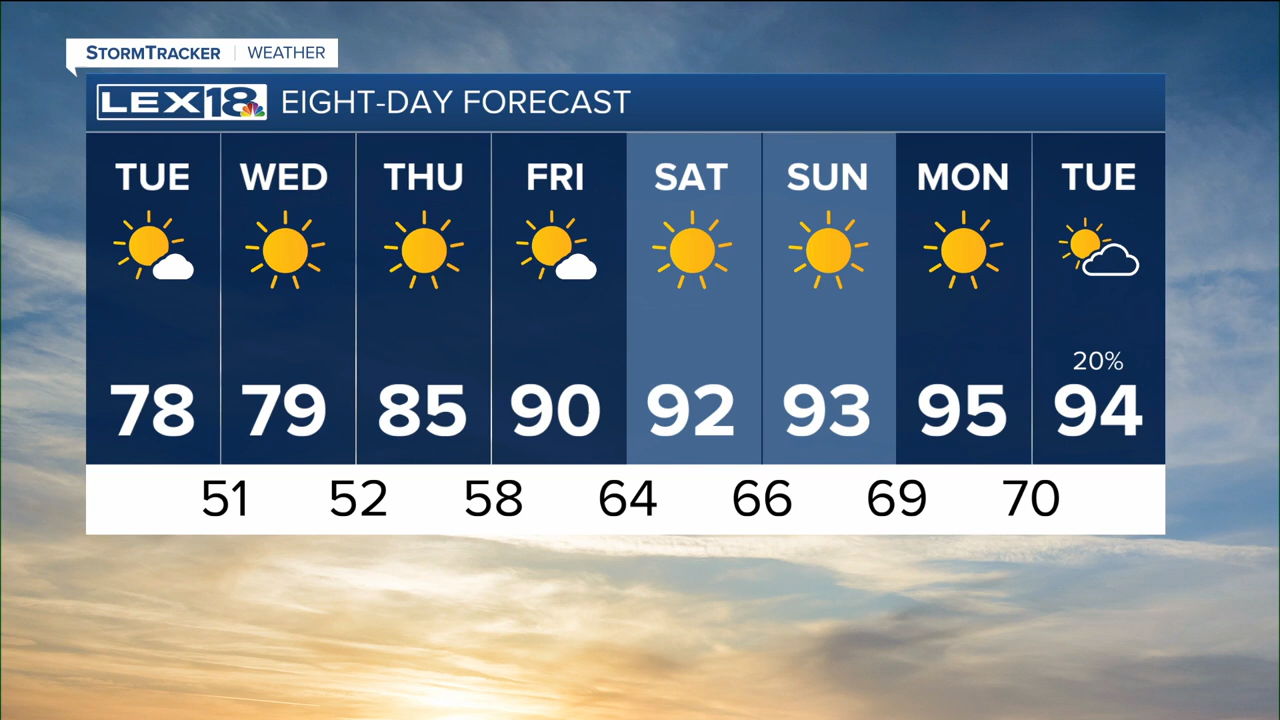 STORMTRACKER | WEATHER
LEX18 EIGHT-DAY FORECAST
TUE WED THU FRI SAT SUN MON TUE
20%
78 79 85 90 92 93 95 94
51 52 58 64 66 69 70